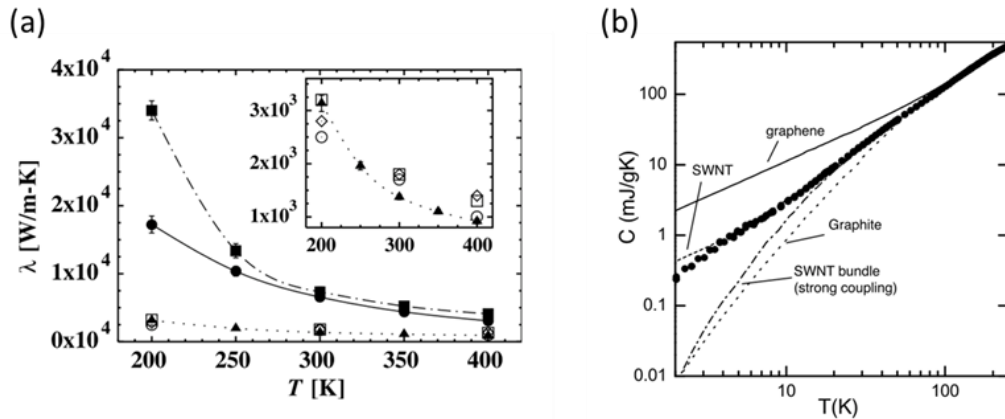 (a)
4x10⁴
3x10⁴
2x10⁴
1x10⁴
0x10⁴
λ [W/m-K]
200
250
300
350
400
T [K]
3x10³
2x10³
1x10³
200
300
400
(b)
100
10
1
0.1
0.01
C (mJ/gK)
graphene
SWNT
Graphite
SWNT bundle
(strong coupling)
10
100
T(K)